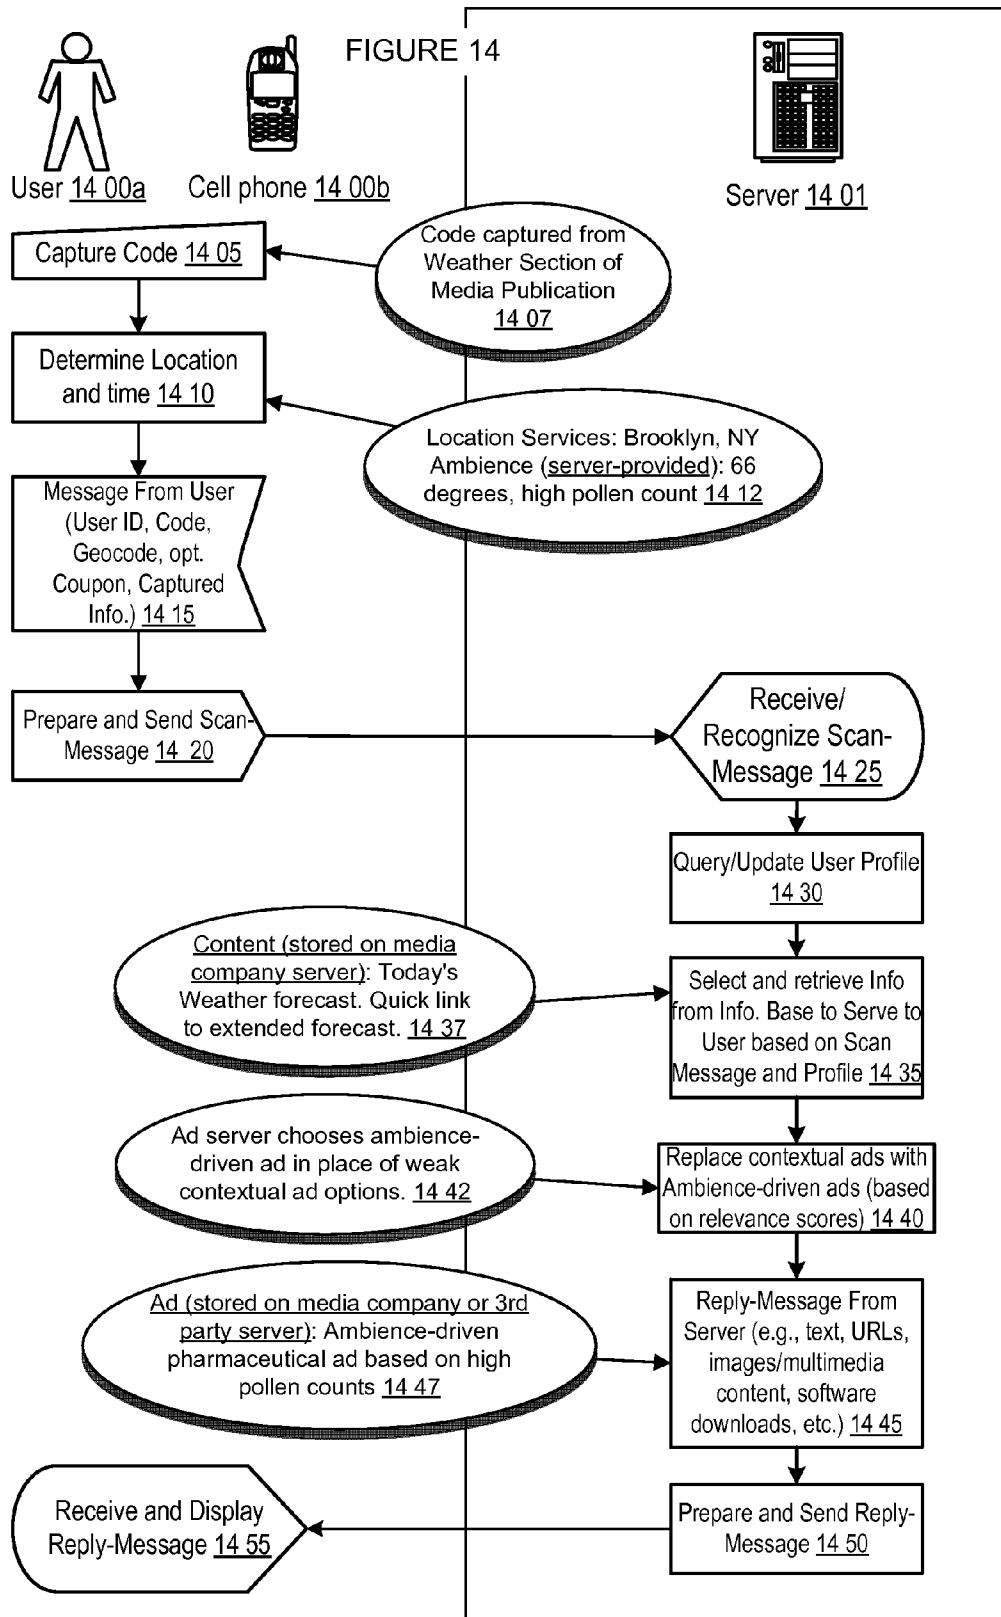 FIGURE 14
User 14 00a
Cell phone 14 00b
Server 14 01
Capture Code 14 05
Code captured from
Weather Section of
Media Publication
14 07
Determine Location
and time 14 10
Location Services: Brooklyn, NY
Ambience (server-provided): 66
degrees, high pollen count 14 12
Message From User
(User ID, Code,
Geocode, opt.
Coupon, Captured
Info.) 14 15
Prepare and Send Scan-
Message 14 20
Receive/
Recognize Scan-
Message 14 25
Query/Update User Profile
14 30
Content (stored on media
company server): Today's
Weather forecast. Quick link
to extended forecast. 14 37
Select and retrieve Info
from Info. Base to Serve to
User based on Scan
Message and Profile 14 35
Ad server chooses ambience-
driven ad in place of weak
contextual ad options. 14 42
Replace contextual ads with
Ambience-driven ads (based
on relevance scores) 14 40
Ad (stored on media company or 3rd
party server): Ambience-driven
pharmaceutical ad based on high
pollen counts 14 47
Reply-Message From
Server (e.g., text, URLs,
images/multimedia
content, software
downloads, etc.) 14 45
Prepare and Send Reply-
Message 14 50
Receive and Display
Reply-Message 14 55